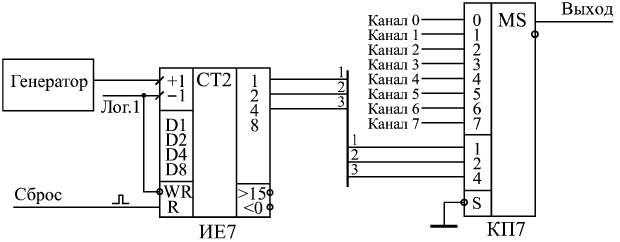 Выход
Канал 0 0 MS
Канал 1 1
Канал 2 2
Канал 3 3
Канал 4 4
Канал 5 5
Канал 6 6
Канал 7 7
Генератор
+1 CT2 1 1
−1 2 2
Лог.1 4 3
D1 8
D2
D4
D8
1 1
2 2
3 4
Сброс
WR >15
R <0
S
ИЕ7
КП7